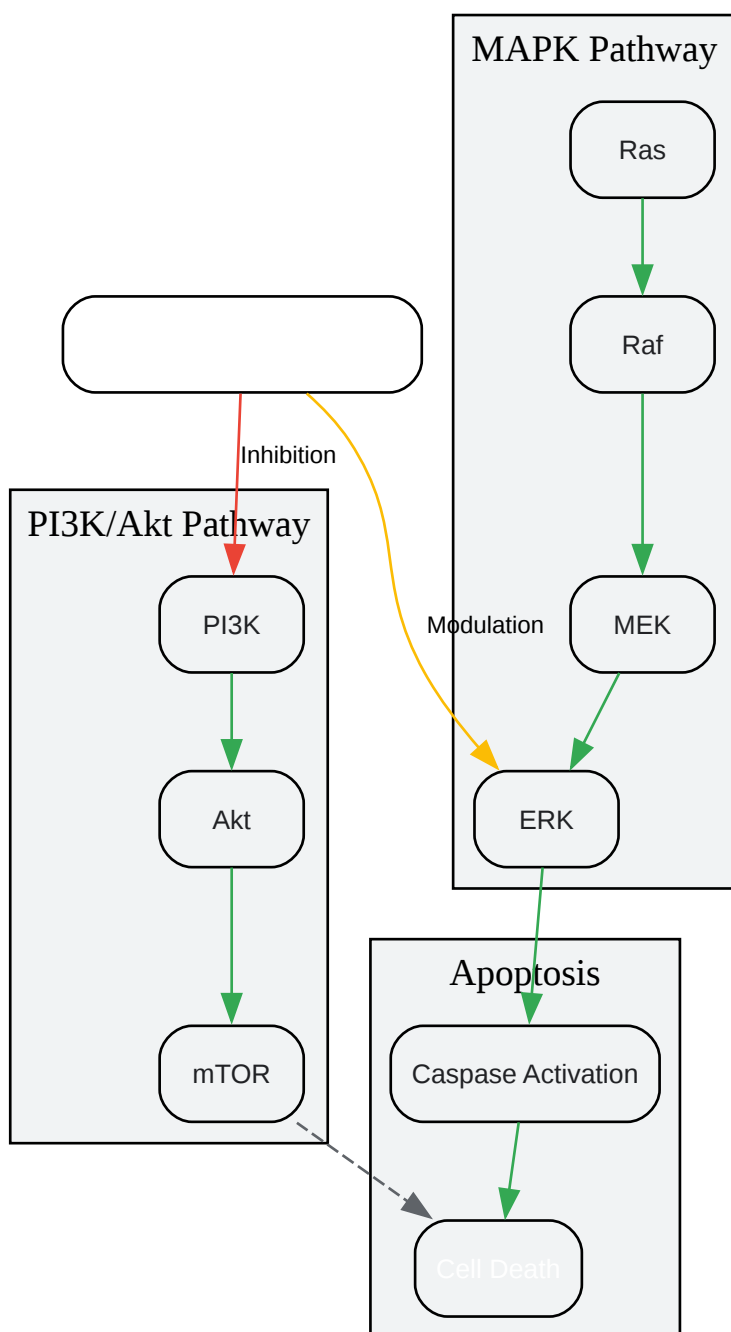 MAPK Pathway
Ras
Raf
Inhibition
PI3K/Akt Pathway
PI3K
Modulation
MEK
Akt
ERK
Apoptosis
mTOR
Caspase Activation
Cell Death